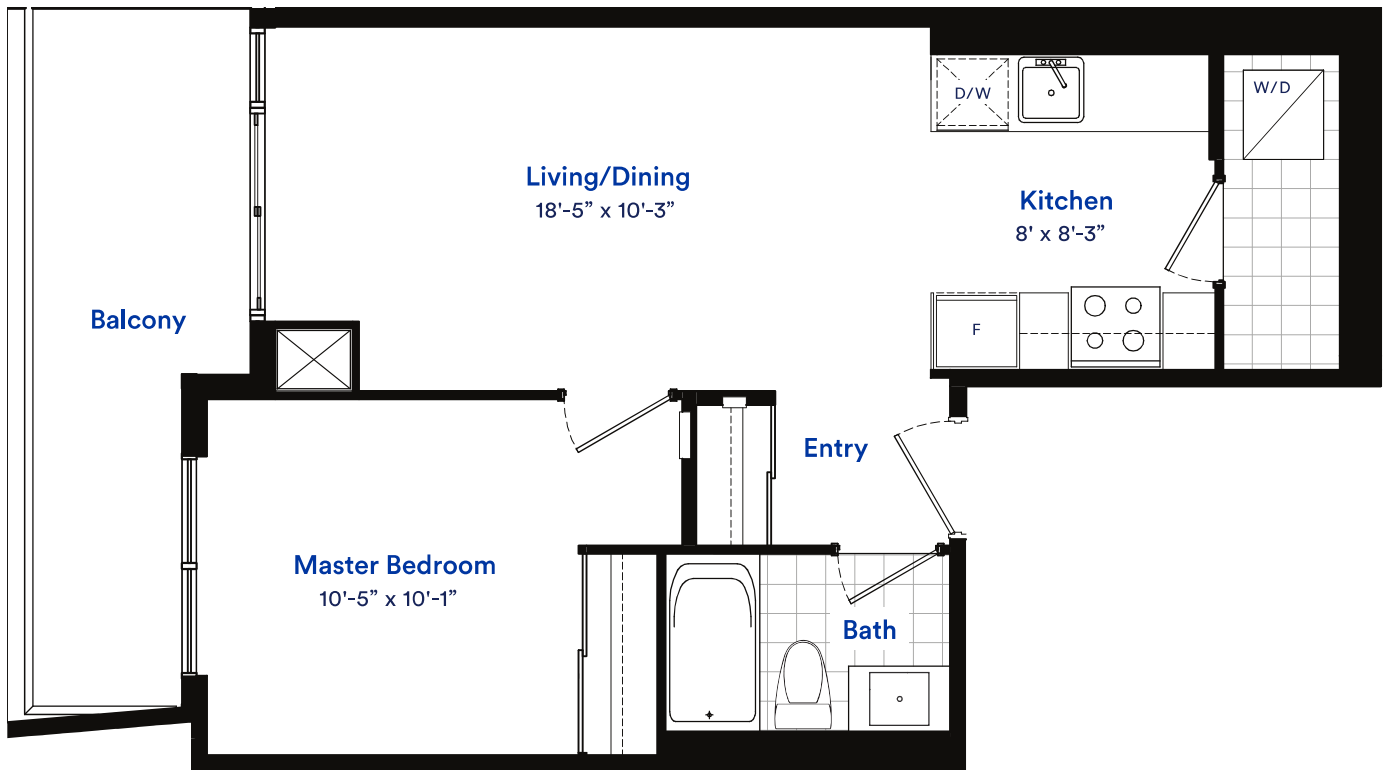 D/W
W/D
Living/Dining
18'-5” x 10'-3”
Kitchen
8' x 8'-3”
Balcony
F
Entry
Master Bedroom
10'-5” x 10'-1”
Bath